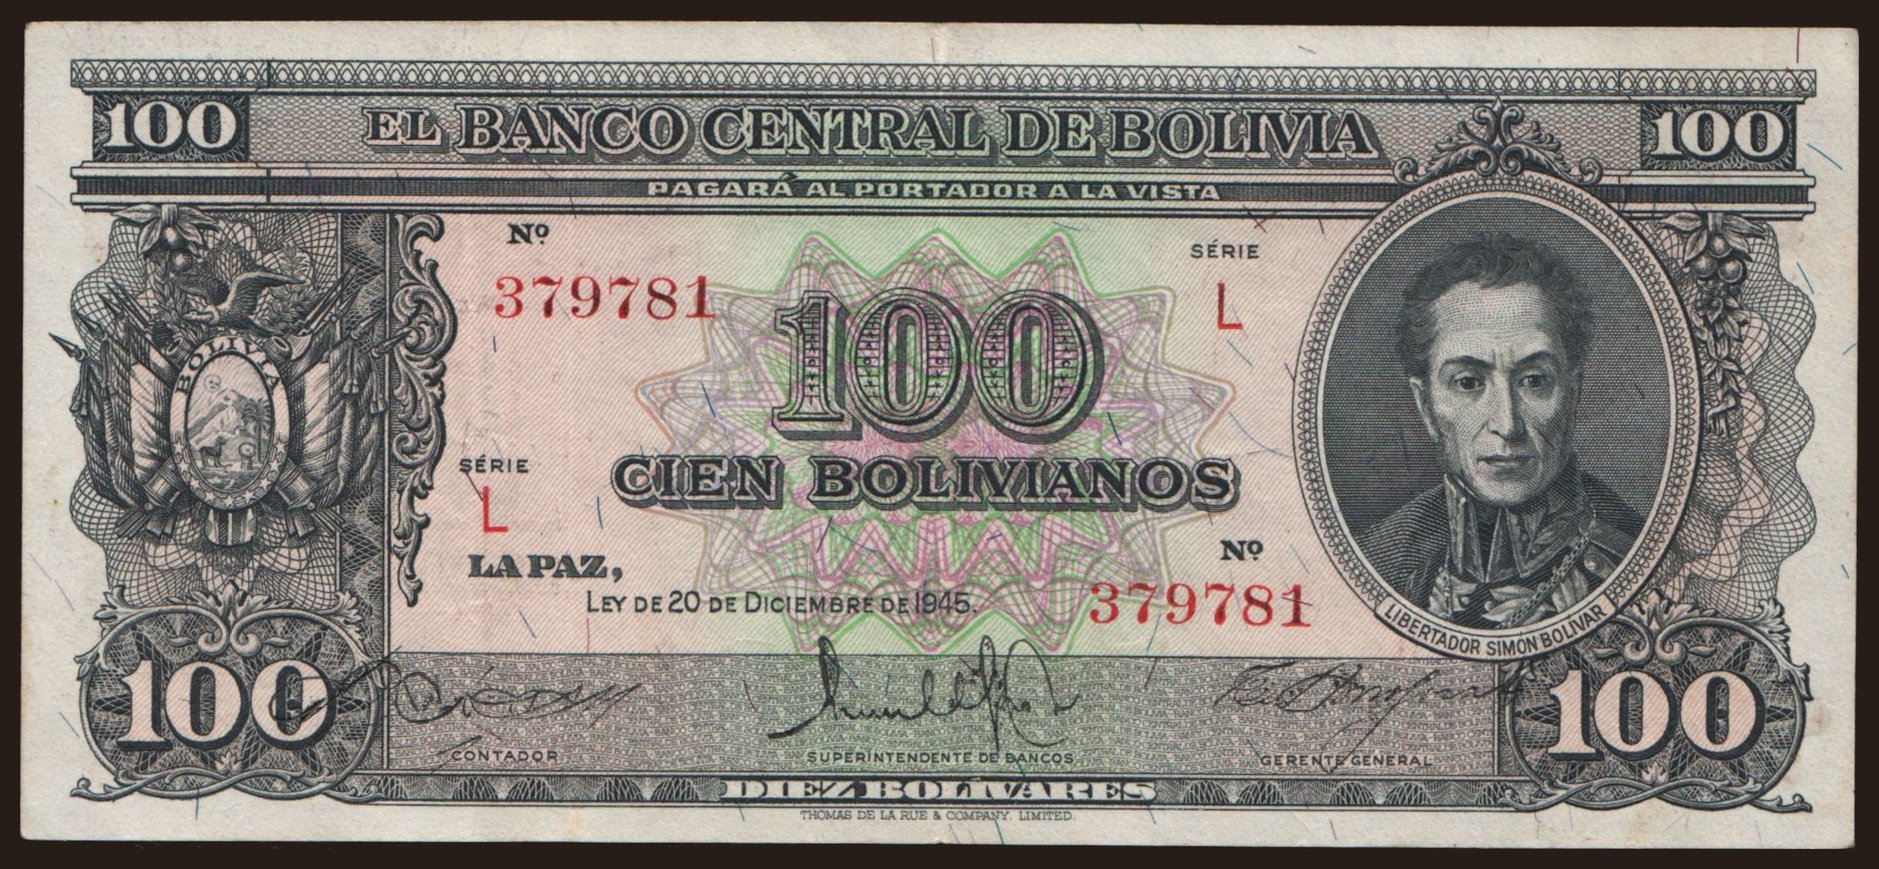 100 EL BANCO CENTRAL DE BOLIVIA 100
PAGARÁ AL PORTADOR A LA VISTA
Nº
379781
SÉRIE
L
BOLIVIA
100
CIEN BOLIVIANOS
SÉRIE
L
LA PAZ,
LEY DE 20 DE DICIEMBRE DE 1945.
Nº
379781
LIBERTADOR SIMÓN BOLIVAR
100
CONTADOR
SUPERINTENDENTE DE BANCOS
GERENTE GENERAL
100
DIEZ BOLIVARES
THOMAS DE LA RUE & COMPANY, LIMITED.